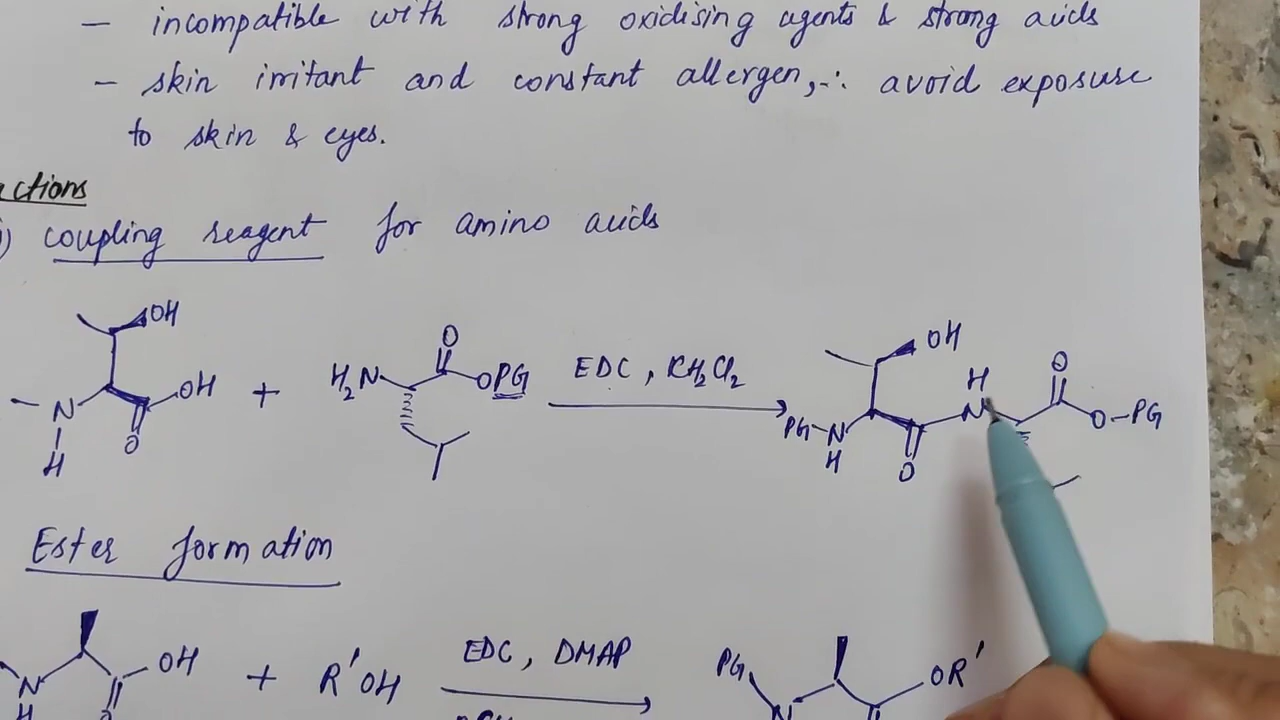 - incompatible with strong oxidising agents & strong acids
- skin irritant and constant allergen, ∴ avoid exposure
to skin & eyes.
ctions
i) coupling reagent for amino acids
OH
OH
N
H
O
+
H₂N
O
OPG
EDC, CH₂Cl₂
OH
PG-N
H
O
H
N
O
O-PG
Ester formation
OH
N
H
+
R'OH
EDC, DMAP
PG
OR'